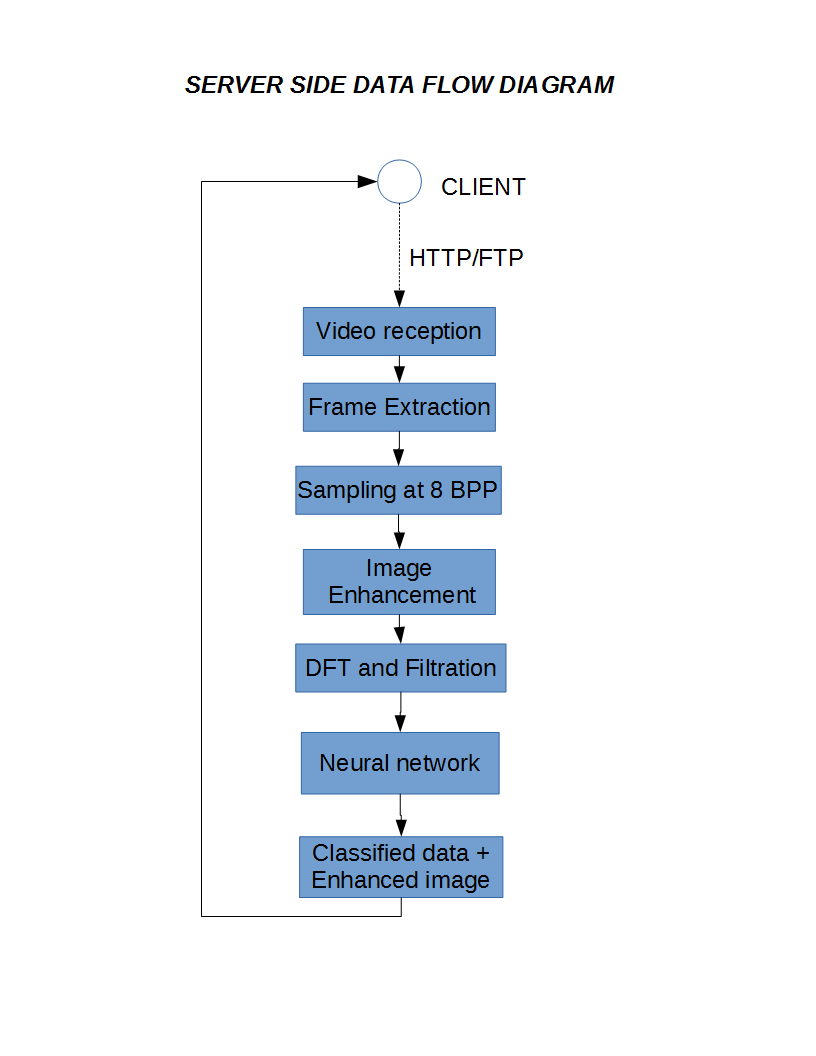 SERVER SIDE DATA FLOW DIAGRAM
CLIENT
HTTP/FTP
Video reception
Frame Extraction
Sampling at 8 BPP
Image
Enhancement
DFT and Filtration
Neural network
Classified data +
Enhanced image